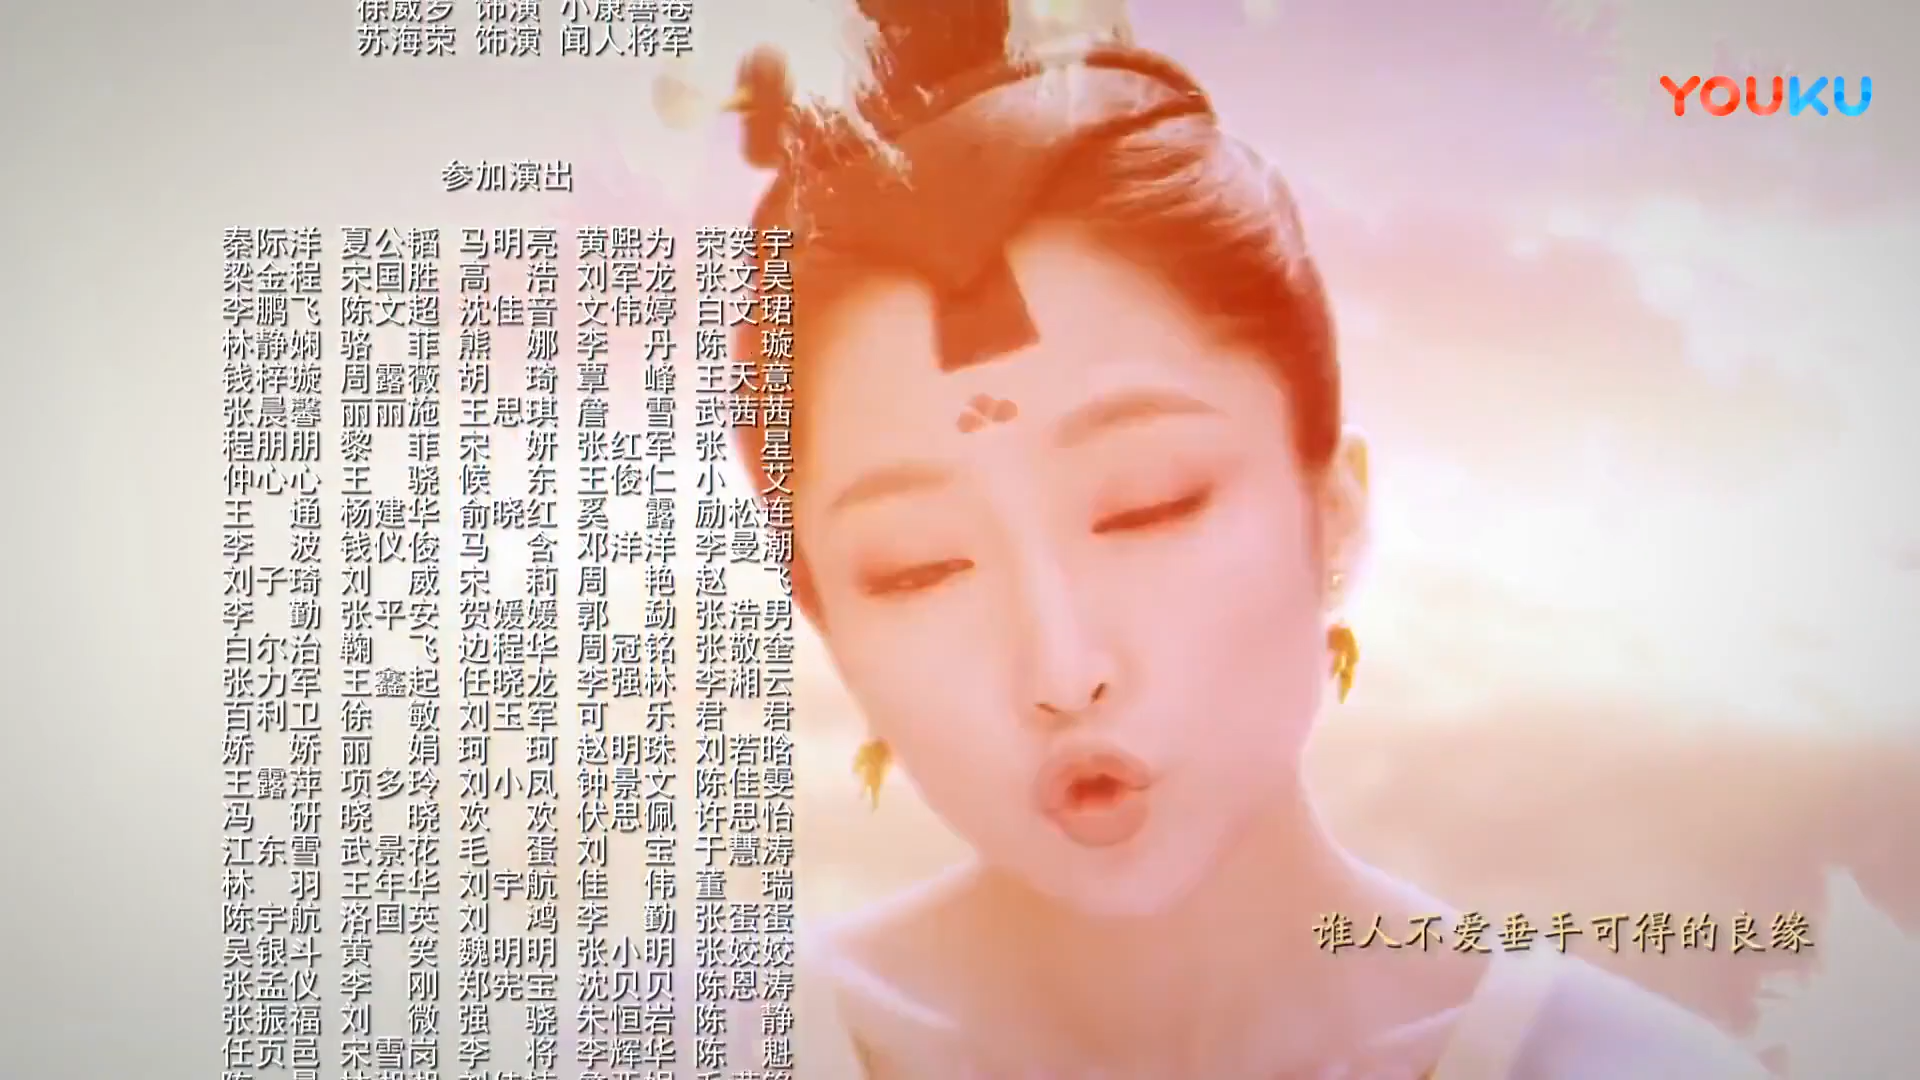 徐威岁 饰演 小康善卷
苏海荣 饰演 闻人将军
YOUKU
参加演出
秦际洋 夏公韬 马明亮 黄熙为 荣笑宇
梁金程 宋国胜 高浩 刘军龙 张文昊
李鹏飞 陈文超 沈佳音 文伟婷 白文珺
林静娴 骆菲 熊娜 李丹 陈璇
钱梓璇 周露薇 胡琦 覃峰 王天意
张晨馨 丽丽施 王思琪 詹雪 武茜茜
程朋朋 黎菲 宋妍 张红军 张星
仲心心 王骁 候东 王俊仁 小艾
王通 杨建华 俞晓红 奚露 励松连
李波 钱仪俊 马含 邓洋洋 李曼潮
刘子琦 刘威 宋莉 周艳 赵飞
李勤 张平安 贺媛媛 郭勐 张浩男
白尔冶 鞠飞 边程华 周冠铭 张敬奎
张力军 王鑫起 任晓龙 李强林 李湘云
百利卫 徐敏 刘玉军 可乐 君君
娇娇 丽娟 珂珂 赵明珠 刘若晗
王露萍 项多玲 刘小凤 钟景文 陈佳雯
冯研 晓晓 欢欢 伏思佩 许思怡
江东雪 武景花 毛蛋 刘宝 于慧涛
林羽 王年华 刘宇航 佳伟 董瑞
陈宇航 洛国英 刘鸿 李勤 张蛋蛋
谁人不爱垂手可得的良缘
吴银斗 黄笑 魏明明 张小明 张姣姣
张孟仪 李刚 郑宪宝 沈贝贝 陈恩涛
张振福 刘微 强骁 朱恒岩 陈静
任页邑 宋雪岗 李将 李辉华 陈魁